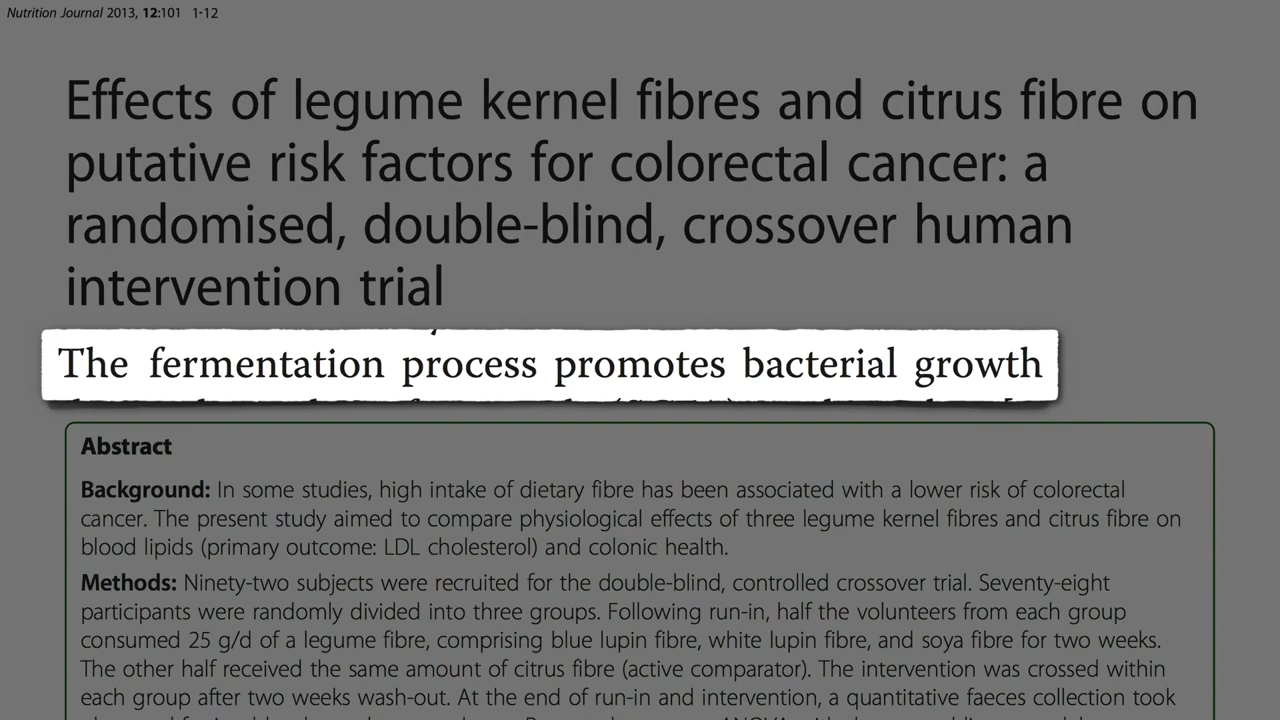 Nutrition Journal 2013, 12:101 1-12
Effects of legume kernel fibres and citrus fibre on
putative risk factors for colorectal cancer: a
randomised, double-blind, crossover human
intervention trial
The fermentation process promotes bacterial growth
Abstract
Background: In some studies, high intake of dietary fibre has been associated with a lower risk of colorectal
cancer. The present study aimed to compare physiological effects of three legume kernel fibres and citrus fibre on
blood lipids (primary outcome: LDL cholesterol) and colonic health.
Methods: Ninety-two subjects were recruited for the double-blind, controlled crossover trial. Seventy-eight
participants were randomly divided into three groups. Following run-in, half the volunteers from each group
consumed 25 g/d of a legume fibre, comprising blue lupin fibre, white lupin fibre, and soya fibre for two weeks.
The other half received the same amount of citrus fibre (active comparator). The intervention was crossed within
each group after two weeks wash-out. At the end of run-in and intervention, a quantitative faeces collection took